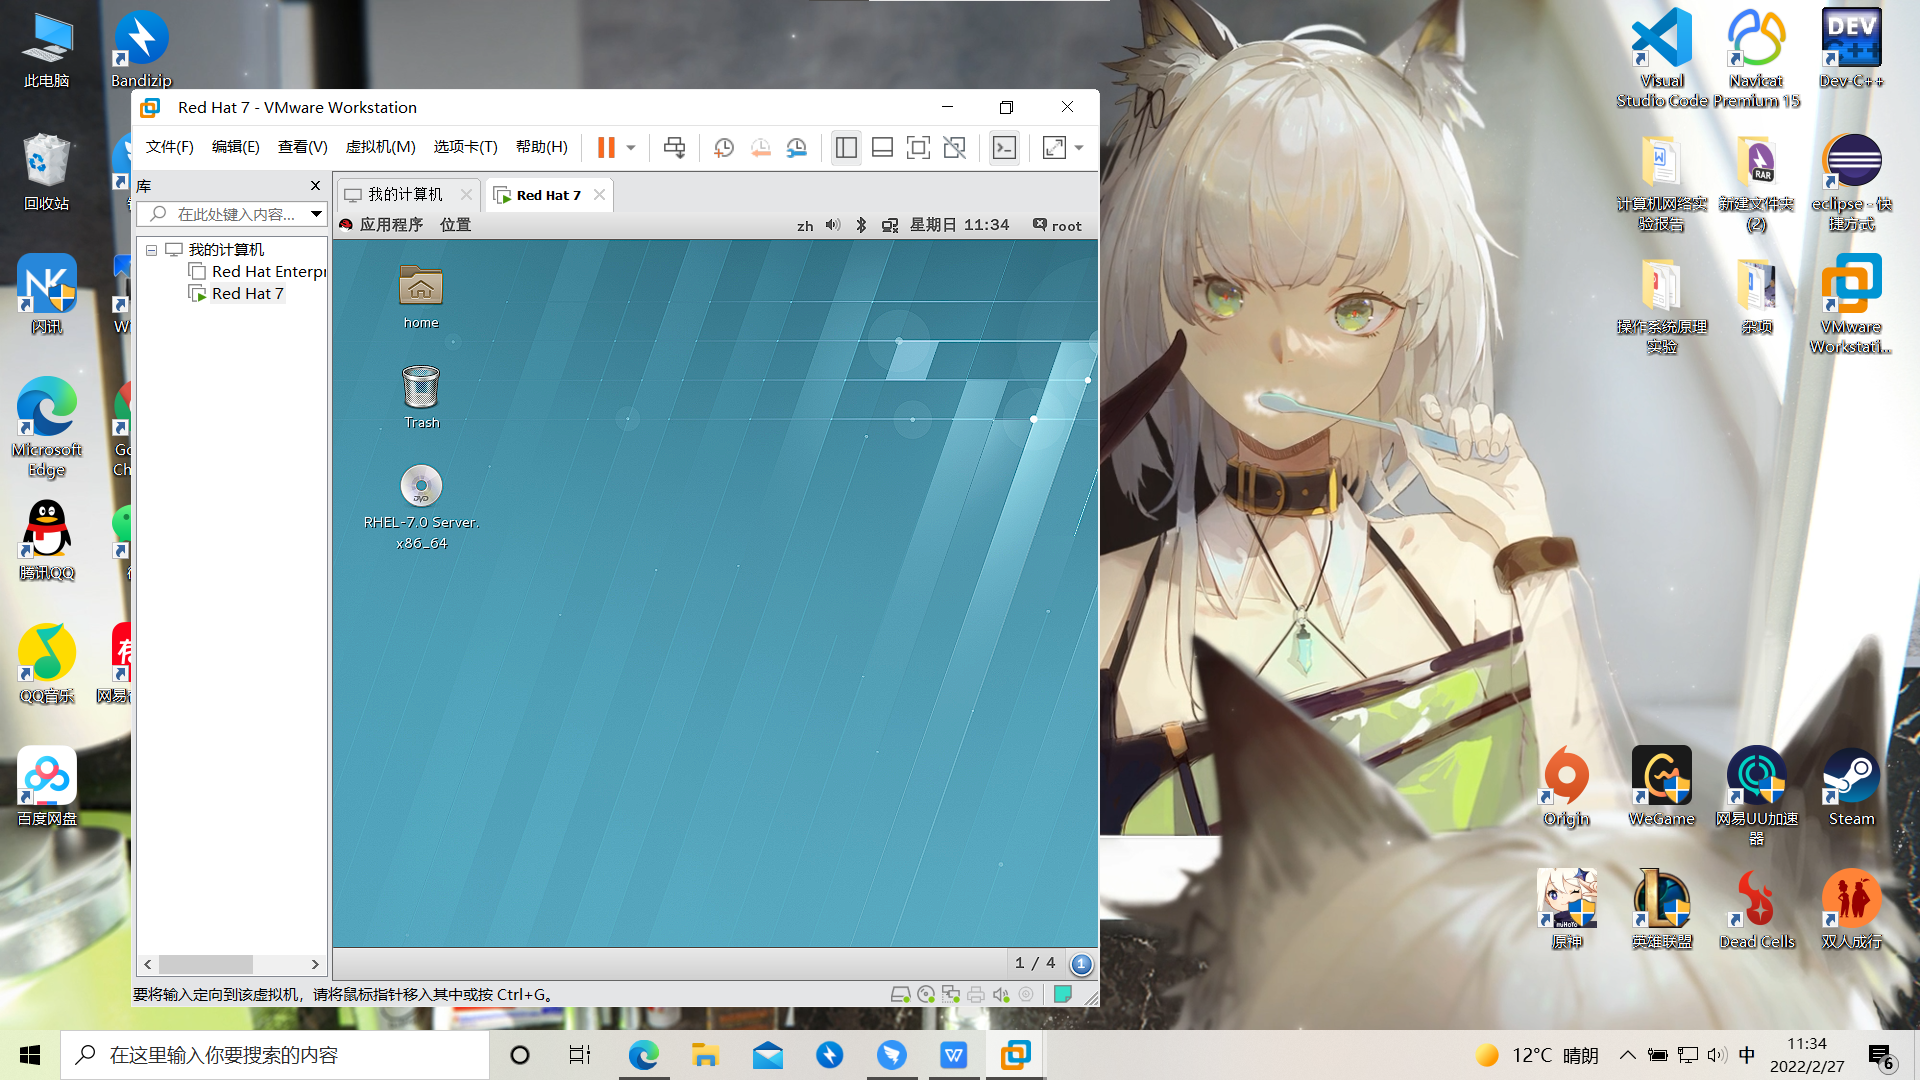 此电脑
Bandizip
回收站
闪讯
Microsoft
Edge
腾讯QQ
QQ音乐
网易
百度网盘
Red Hat 7 - VMware Workstation
文件(F) 编辑(E) 查看(V) 虚拟机(M) 选项卡(T) 帮助(H)
库
在此处键入内容...
我的计算机
Red Hat Enterpr
Red Hat 7
我的计算机
Red Hat 7
应用程序 位置
zh 星期日 11:34 root
home
Trash
DVD
RHEL-7.0 Server.
x86_64
1 / 4
1
要将输入定向到该虚拟机，请将鼠标指针移入其中或按 Ctrl+G。
Visual
Studio Code
Navicat
Premium 15
DEV
C++
Dev-C++
计算机网络实
验报告
RAR
新建文件夹
(2)
eclipse - 快
捷方式
操作系统原理
实验
杂项
VMware
Workstati...
Origin
WeGame
网易UU加速
器
Steam
miHoYo
原神
英雄联盟
Dead Cells
双人成行
在这里输入你要搜索的内容
12°C 晴朗
中
11:34
2022/2/27
6